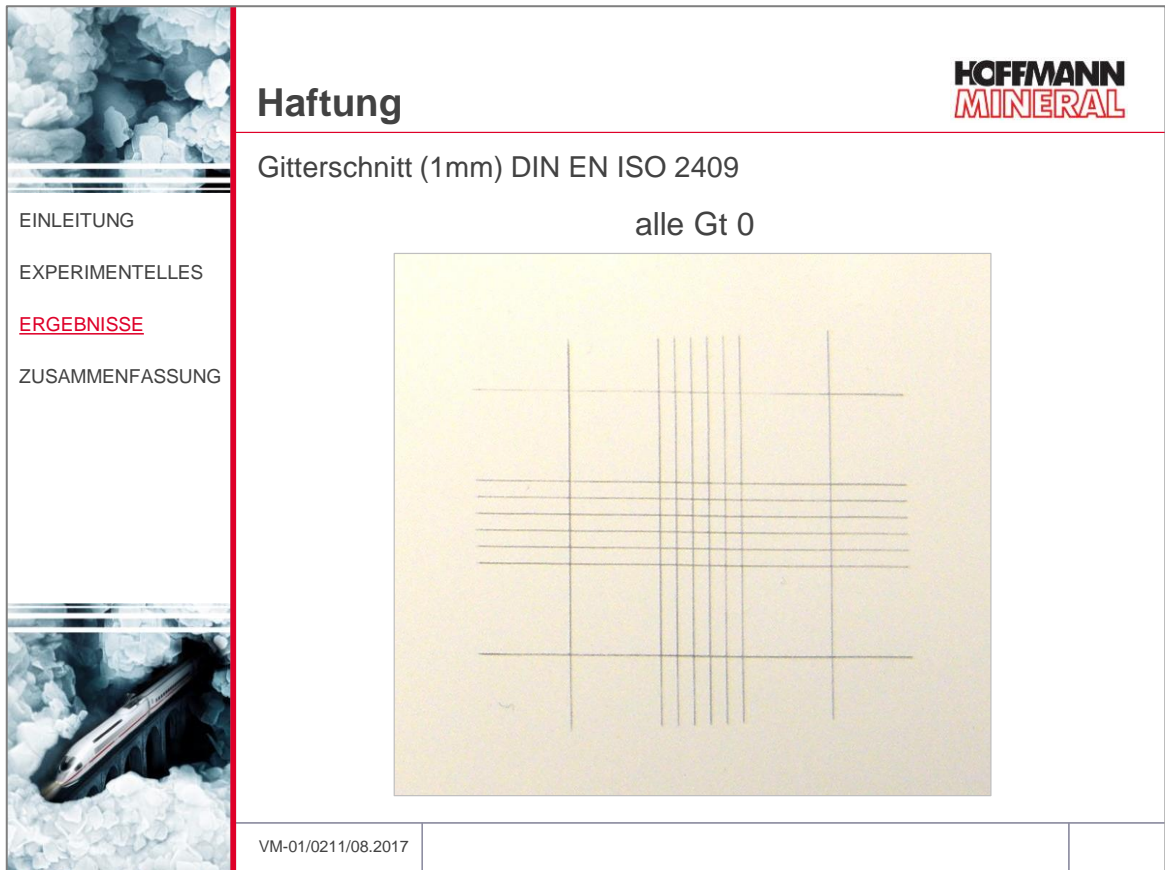 HOFFMANN
MINERAL
Haftung
Gitterschnitt (1mm) DIN EN ISO 2409
EINLEITUNG
EXPERIMENTELLES
ERGEBNISSE
ZUSAMMENFASSUNG
alle Gt 0
VM-01/0211/08.2017